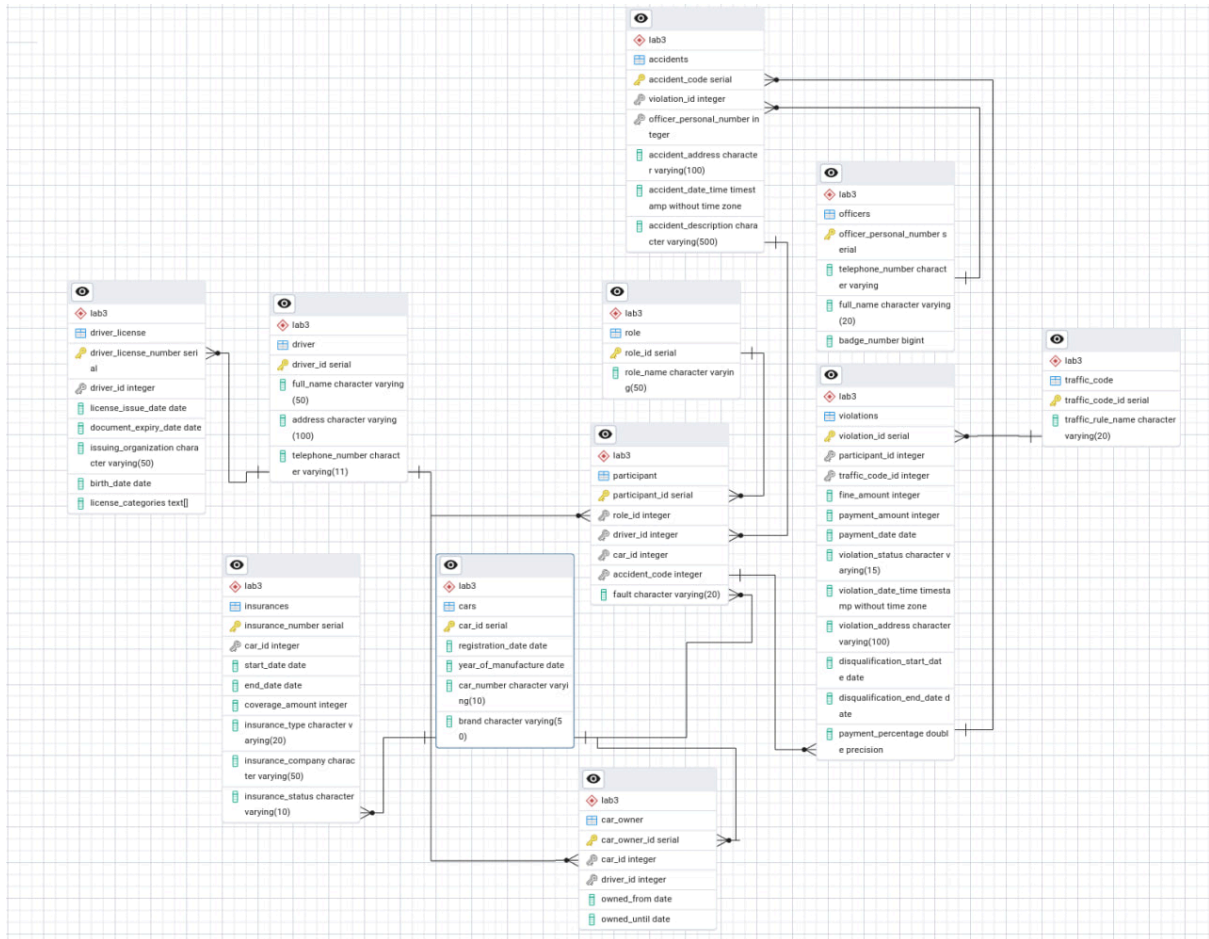 lab3
accidents
accident_code serial
violation_id integer
officer_personal_number in
teger
accident_address characte
r varying(100)
accident_date_time timest
amp without time zone
accident_description chara
cter varying(500)
lab3
officers
officer_personal_number s
erial
telephone_number charact
er varying
full_name character varying
(20)
badge_number bigint
lab3
driver_license
driver_license_number seri
al
driver_id integer
license_issue_date date
document_expiry_date date
issuing_organization chara
cter varying(50)
birth_date date
license_categories text[]
lab3
driver
driver_id serial
full_name character varying
(50)
address character varying
(100)
telephone_number charact
er varying(11)
lab3
role
role_id serial
role_name character varyin
g(50)
lab3
traffic_code
traffic_code_id serial
traffic_rule_name character
varying(20)
lab3
participant
participant_id serial
role_id integer
driver_id integer
car_id integer
accident_code integer
fault character varying(20)
lab3
violations
violation_id serial
participant_id integer
traffic_code_id integer
fine_amount integer
payment_amount integer
payment_date date
violation_status character v
arying(15)
violation_date_time timesta
mp without time zone
violation_address character
varying(100)
disqualification_start_dat
e date
disqualification_end_date d
ate
payment_percentage doubl
e precision
lab3
insurances
insurance_number serial
car_id integer
start_date date
end_date date
coverage_amount integer
insurance_type character v
arying(20)
insurance_company charac
ter varying(50)
insurance_status character
varying(10)
lab3
cars
car_id serial
registration_date date
year_of_manufacture date
car_number character varyi
ng(10)
brand character varying(5
0)
lab3
car_owner
car_owner_id serial
car_id integer
driver_id integer
owned_from date
owned_until date